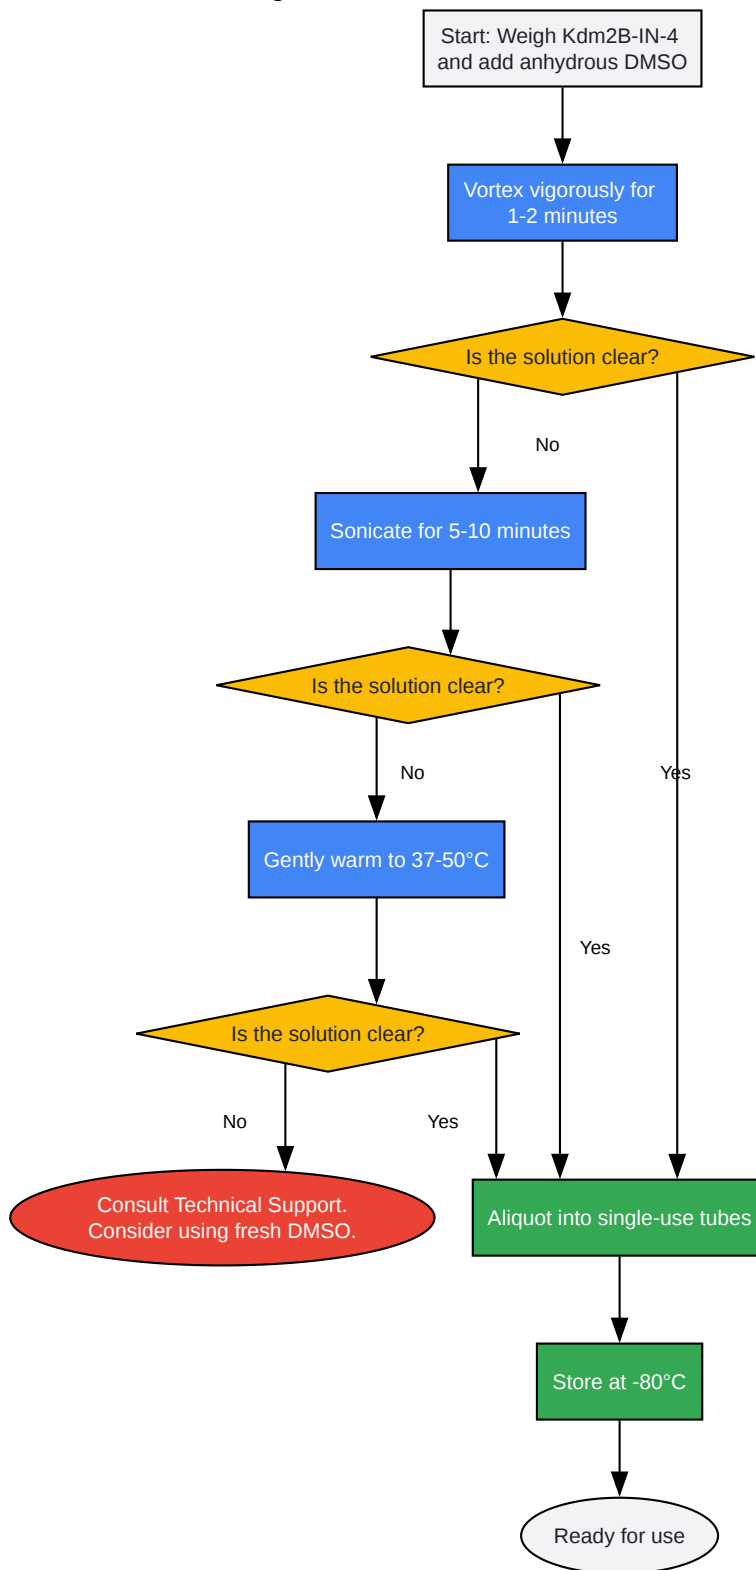 Start: Weigh Kdm2B-IN-4
and add anhydrous DMSO
Vortex vigorously for
1-2 minutes
Is the solution clear?
No
Sonicate for 5-10 minutes
Is the solution clear?
No
Yes
Gently warm to 37-50°C
Yes
Is the solution clear?
No
Yes
Consult Technical Support.
Consider using fresh DMSO.
Aliquot into single-use tubes
Store at -80°C
Ready for use